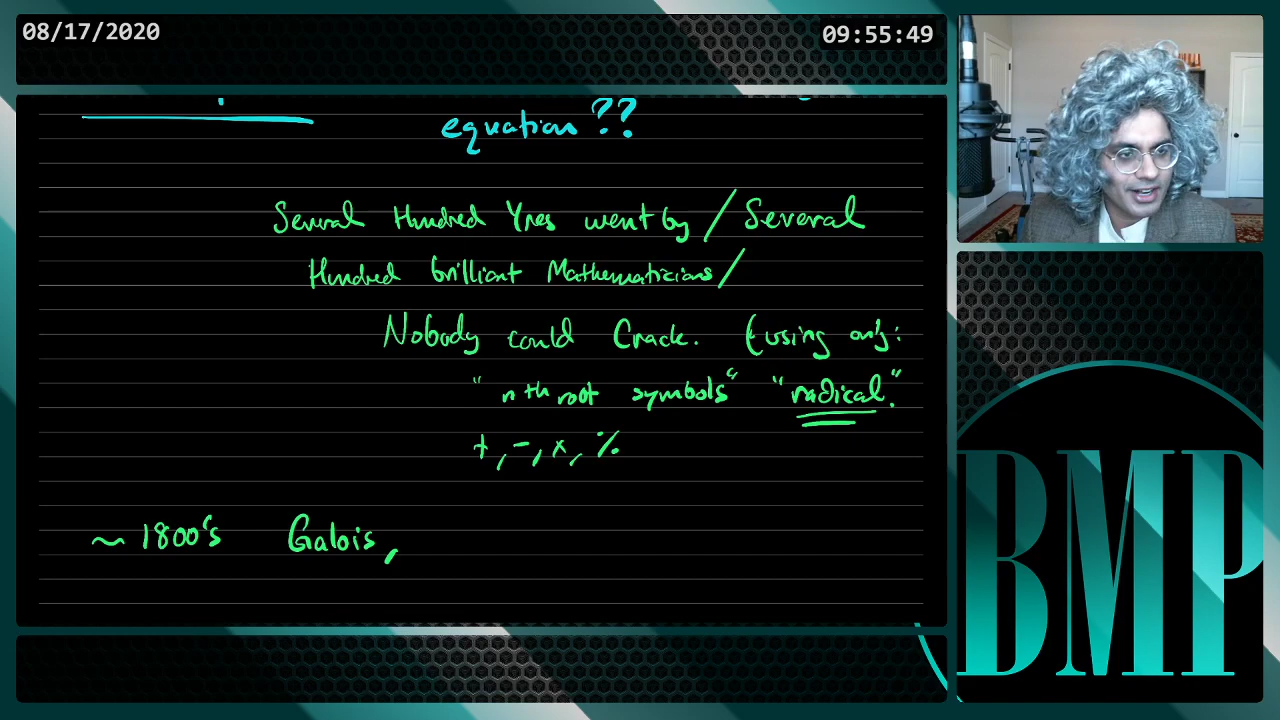 08/17/2020
09:55:49
equation ??
Several Hundred Yres went by / Several
Hundred brilliant Mathematicians /
Nobody could Crack. (using only:
"nth root symbols" "radical."
+, -, x, %
~ 1800's Galois,
BMP